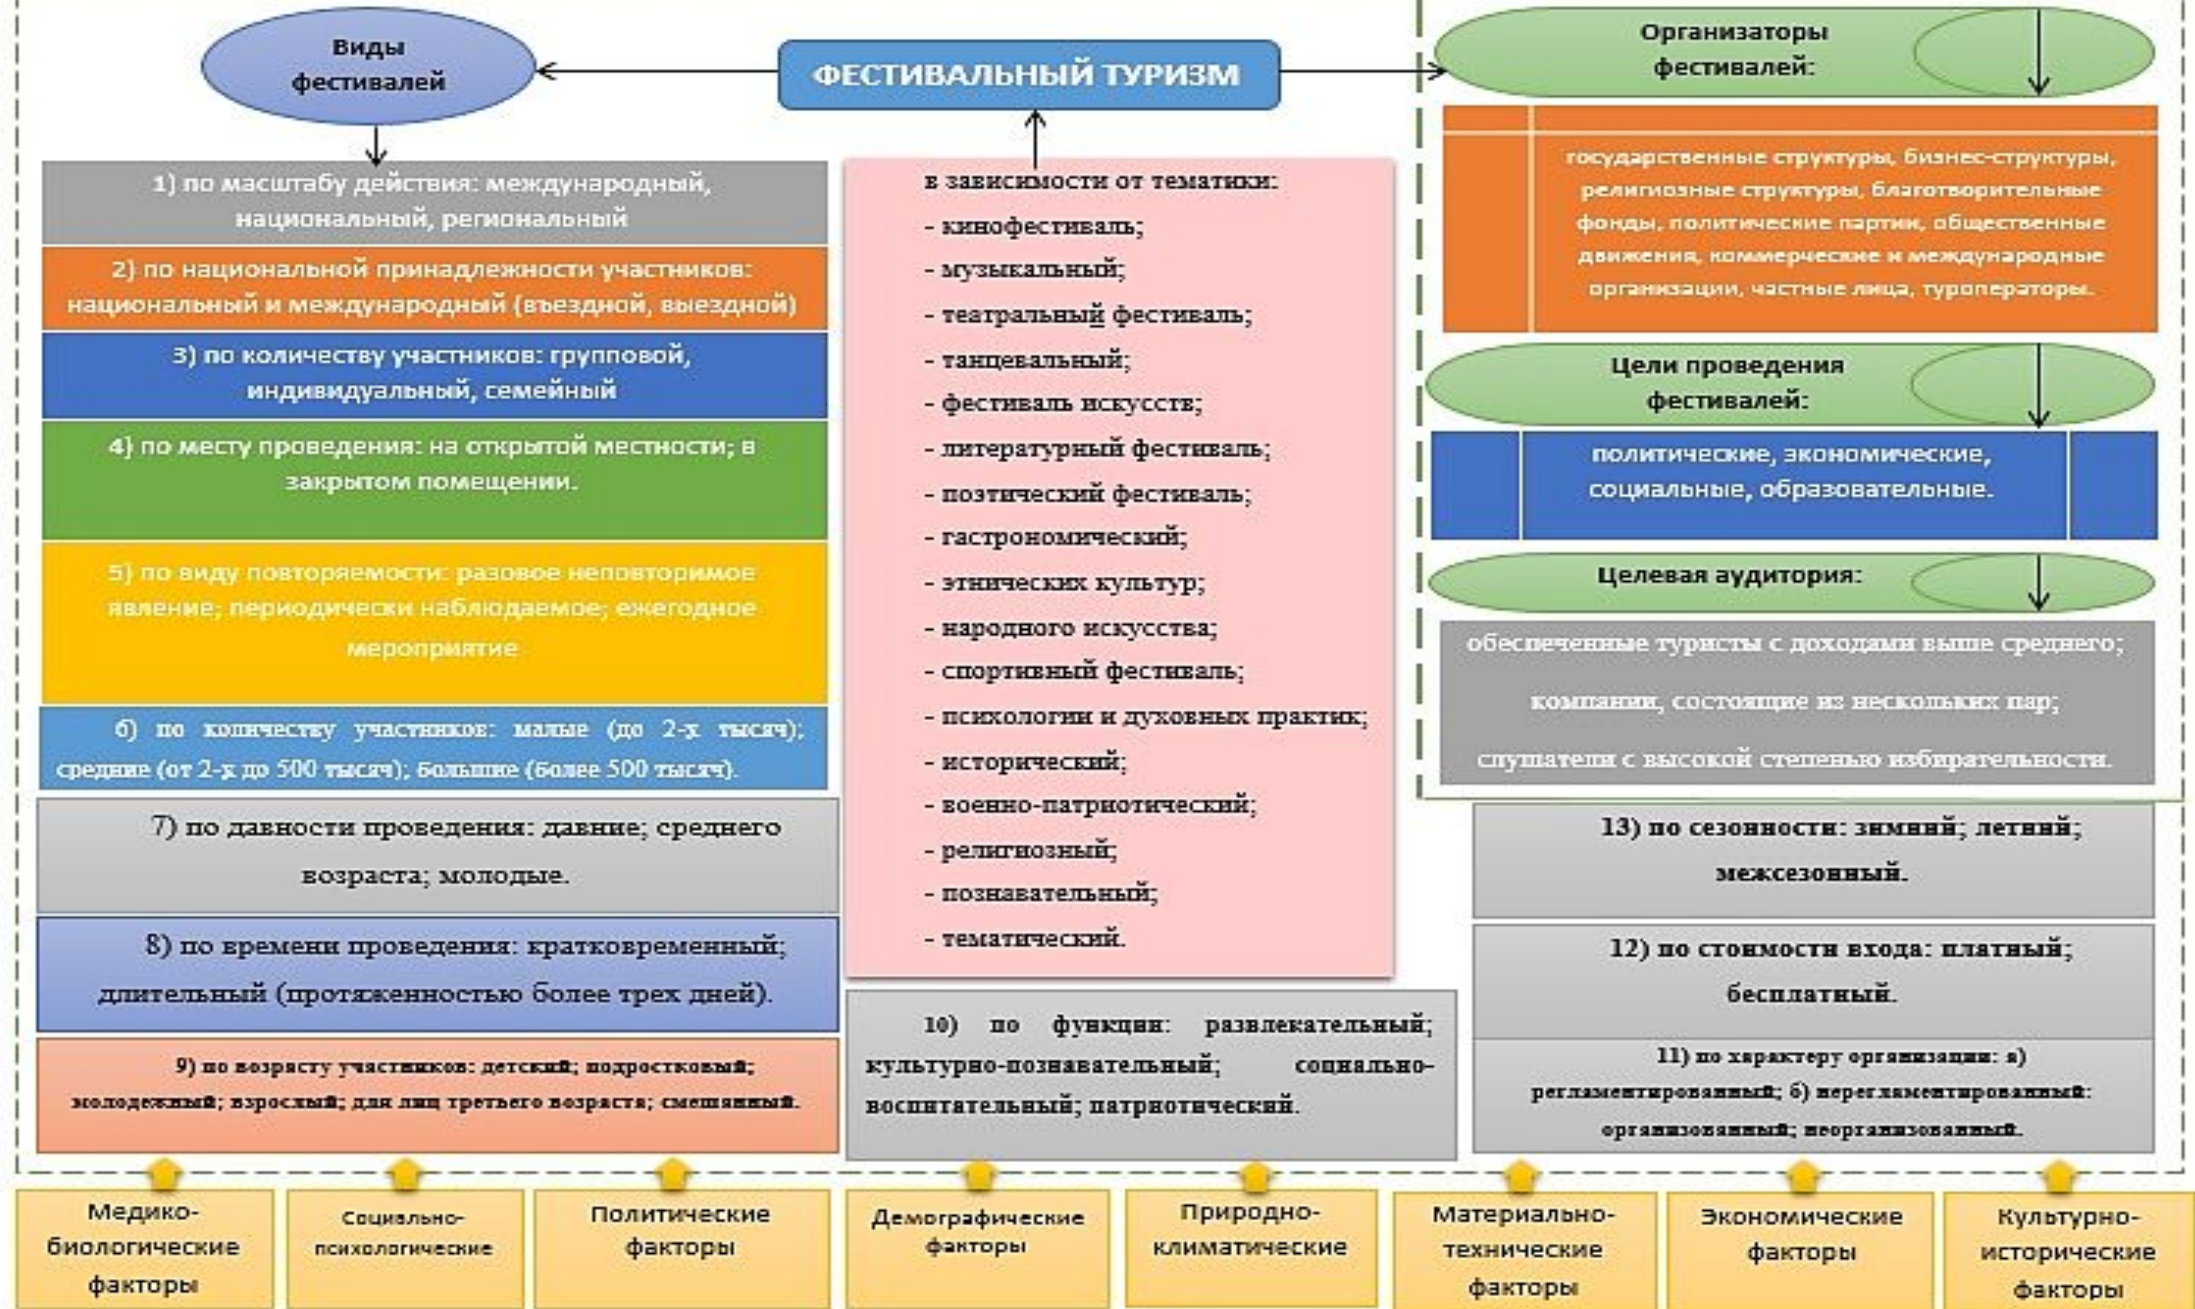 Виды
фестивалей
ФЕСТИВАЛЬНЫЙ ТУРИЗМ
Организаторы
фестивалей:
1) по масштабу действия: международный,
национальный, региональный
2) по национальной принадлежности участников:
национальный и международный (въездной, выездной)
3) по количеству участников: групповой,
индивидуальный, семейный
4) по месту проведения: на открытой местности; в
закрытом помещении.
5) по виду повторяемости: разовое неповторимое
явление; периодически наблюдаемое; ежегодное
мероприятие
6) по количеству участников: малые (до 2-х тысяч);
средние (от 2-х до 500 тысяч); большие (более 500 тысяч).
7) по давности проведения: давние; среднего
возраста; молодые.
8) по времени проведения: кратковременный;
длительный (протяженностью более трех дней).
9) по возрасту участников: детский; подростковый;
молодежный; взрослый; для лиц третьего возраста; смешанный.
в зависимости от тематики:
- кинофестиваль;
- музыкальный;
- театральный фестиваль;
- танцевальный;
- фестиваль искусств;
- литературный фестиваль;
- поэтический фестиваль;
- гастрономический;
- этнических культур;
- народного искусства;
- спортивный фестиваль;
- психологии и духовных практик;
- исторический;
- военно-патриотический;
- религиозный;
- познавательный;
- тематический.
10) по функции: развлекательный;
культурно-познавательный; социально-
воспитательный; патриотический.
государственные структуры, бизнес-структуры,
религиозные структуры, благотворительные
фонды, политические партии, общественные
движения, коммерческие и международные
организации, частные лица, туроператоры.
Цели проведения
фестивалей:
политические, экономические,
социальные, образовательные.
Целевая аудитория:
обеспеченные туристы с доходами выше среднего;
компании, состоящие из нескольких пар;
слушатели с высокой степенью избирательности.
13) по сезонности: зимний; летний;
межсезонный.
12) по стоимости входа: платный;
бесплатный.
11) по характеру организации: а)
регламентированный; б) нерегламентированный:
организованный; неорганизованный.
Медико-
биологические
факторы
Социально-
психологические
Политические
факторы
Демографические
факторы
Природно-
климатические
Материально-
технические
факторы
Экономические
факторы
Культурно-
исторические
факторы